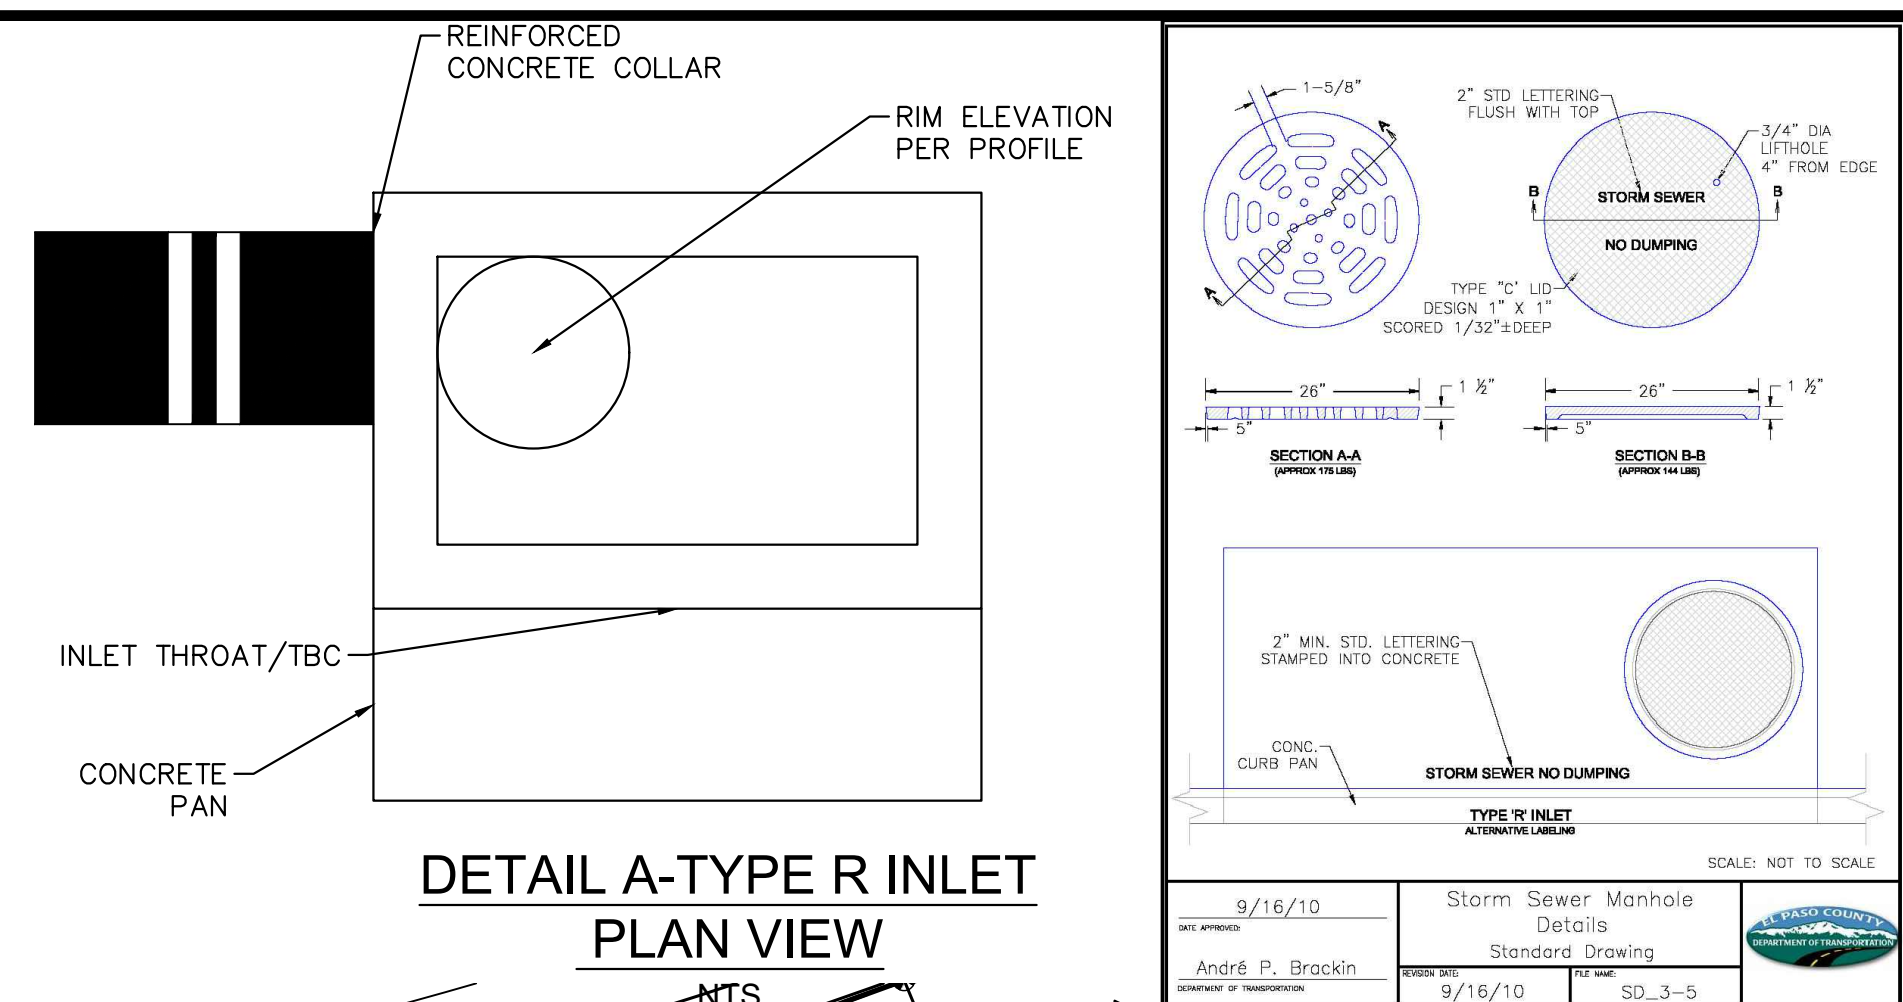 REINFORCED
CONCRETE COLLAR
RIM ELEVATION
PER PROFILE
INLET THROAT/TBC
CONCRETE
PAN
DETAIL A-TYPE R INLET
PLAN VIEW
NTS
1-5/8"
A
A
2" STD LETTERING
FLUSH WITH TOP
3/4" DIA
LIFTHOLE
4" FROM EDGE
B
B
STORM SEWER
NO DUMPING
TYPE "C' LID
DESIGN 1" X 1"
SCORED 1/32"±DEEP
26"
1 ½"
5"
SECTION A-A
(APPROX 175 LBS)
26"
1 ½"
5"
SECTION B-B
(APPROX 144 LBS)
2" MIN. STD. LETTERING
STAMPED INTO CONCRETE
CONC.
CURB PAN
STORM SEWER NO DUMPING
TYPE 'R' INLET
ALTERNATIVE LABELING
SCALE: NOT TO SCALE
9/16/10
DATE APPROVED:
André P. Brackin
DEPARTMENT OF TRANSPORTATION
Storm Sewer Manhole
Details
Standard Drawing
REVISION DATE:
9/16/10
FILE NAME:
SD_3-5
EL PASO COUNTY
DEPARTMENT OF TRANSPORTATION